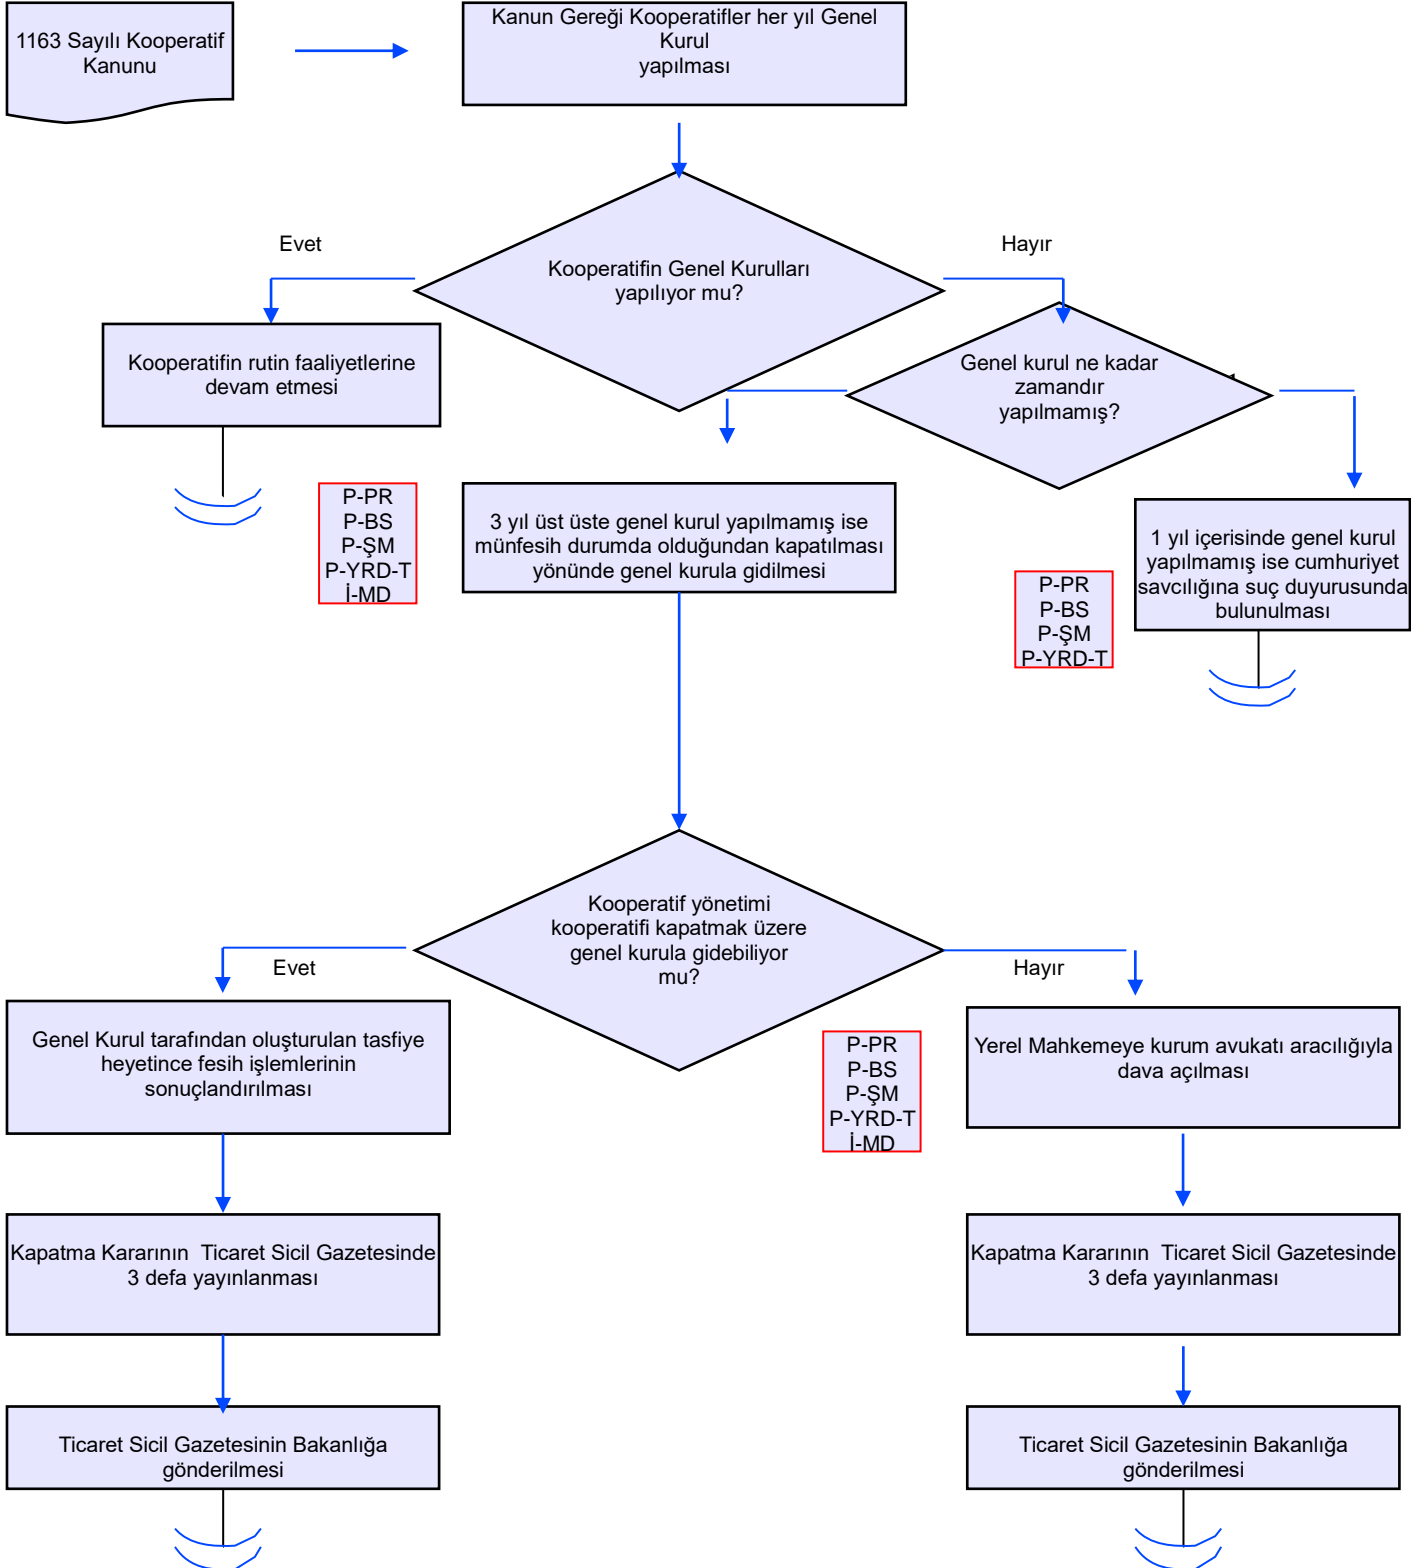 1163 Sayılı Kooperatif
Kanunu
Kanun Gereği Kooperatifler her yıl Genel
Kurul
yapılması
Evet
Hayır
Kooperatifin Genel Kurulları
yapılıyor mu?
Kooperatifin rutin faaliyetlerine
devam etmesi
Genel kurul ne kadar
zamandır
yapılmamış?
P-PR
P-BS
P-ŞM
P-YRD-T
İ-MD
3 yıl üst üste genel kurul yapılmamış ise
münfesih durumda olduğundan kapatılması
yönünde genel kurula gidilmesi
P-PR
P-BS
P-ŞM
P-YRD-T
1 yıl içerisinde genel kurul
yapılmamış ise cumhuriyet
savcılığına suç duyurusunda
bulunulması
Kooperatif yönetimi
kooperatifi kapatmak üzere
genel kurula gidebiliyor
mu?
Evet
Hayır
Genel Kurul tarafından oluşturulan tasfiye
heyetince fesih işlemlerinin
sonuçlandırılması
P-PR
P-BS
P-ŞM
P-YRD-T
İ-MD
Yerel Mahkemeye kurum avukatı aracılığıyla
dava açılması
Kapatma Kararının  Ticaret Sicil Gazetesinde
3 defa yayınlanması
Kapatma Kararının  Ticaret Sicil Gazetesinde
3 defa yayınlanması
Ticaret Sicil Gazetesinin Bakanlığa
gönderilmesi
Ticaret Sicil Gazetesinin Bakanlığa
gönderilmesi